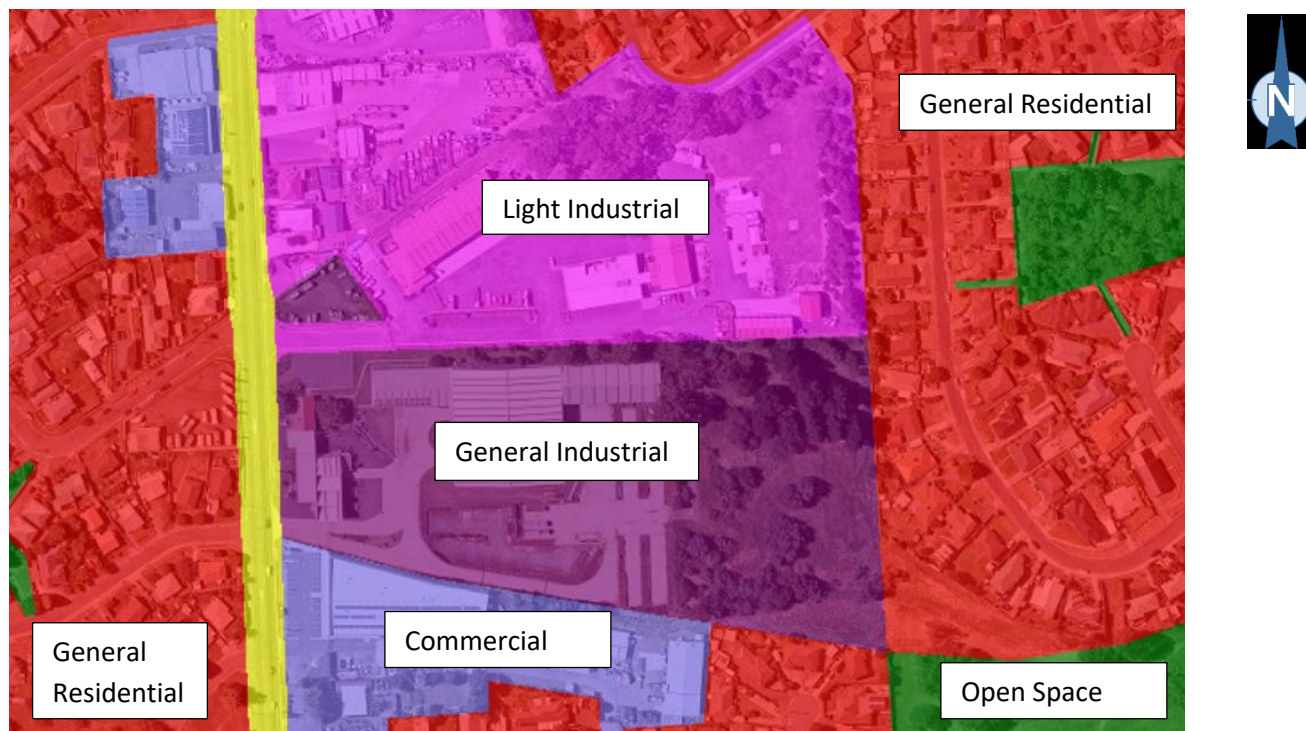 General Residential
N
Light Industrial
General Industrial
Commercial
General
Residential
Open Space